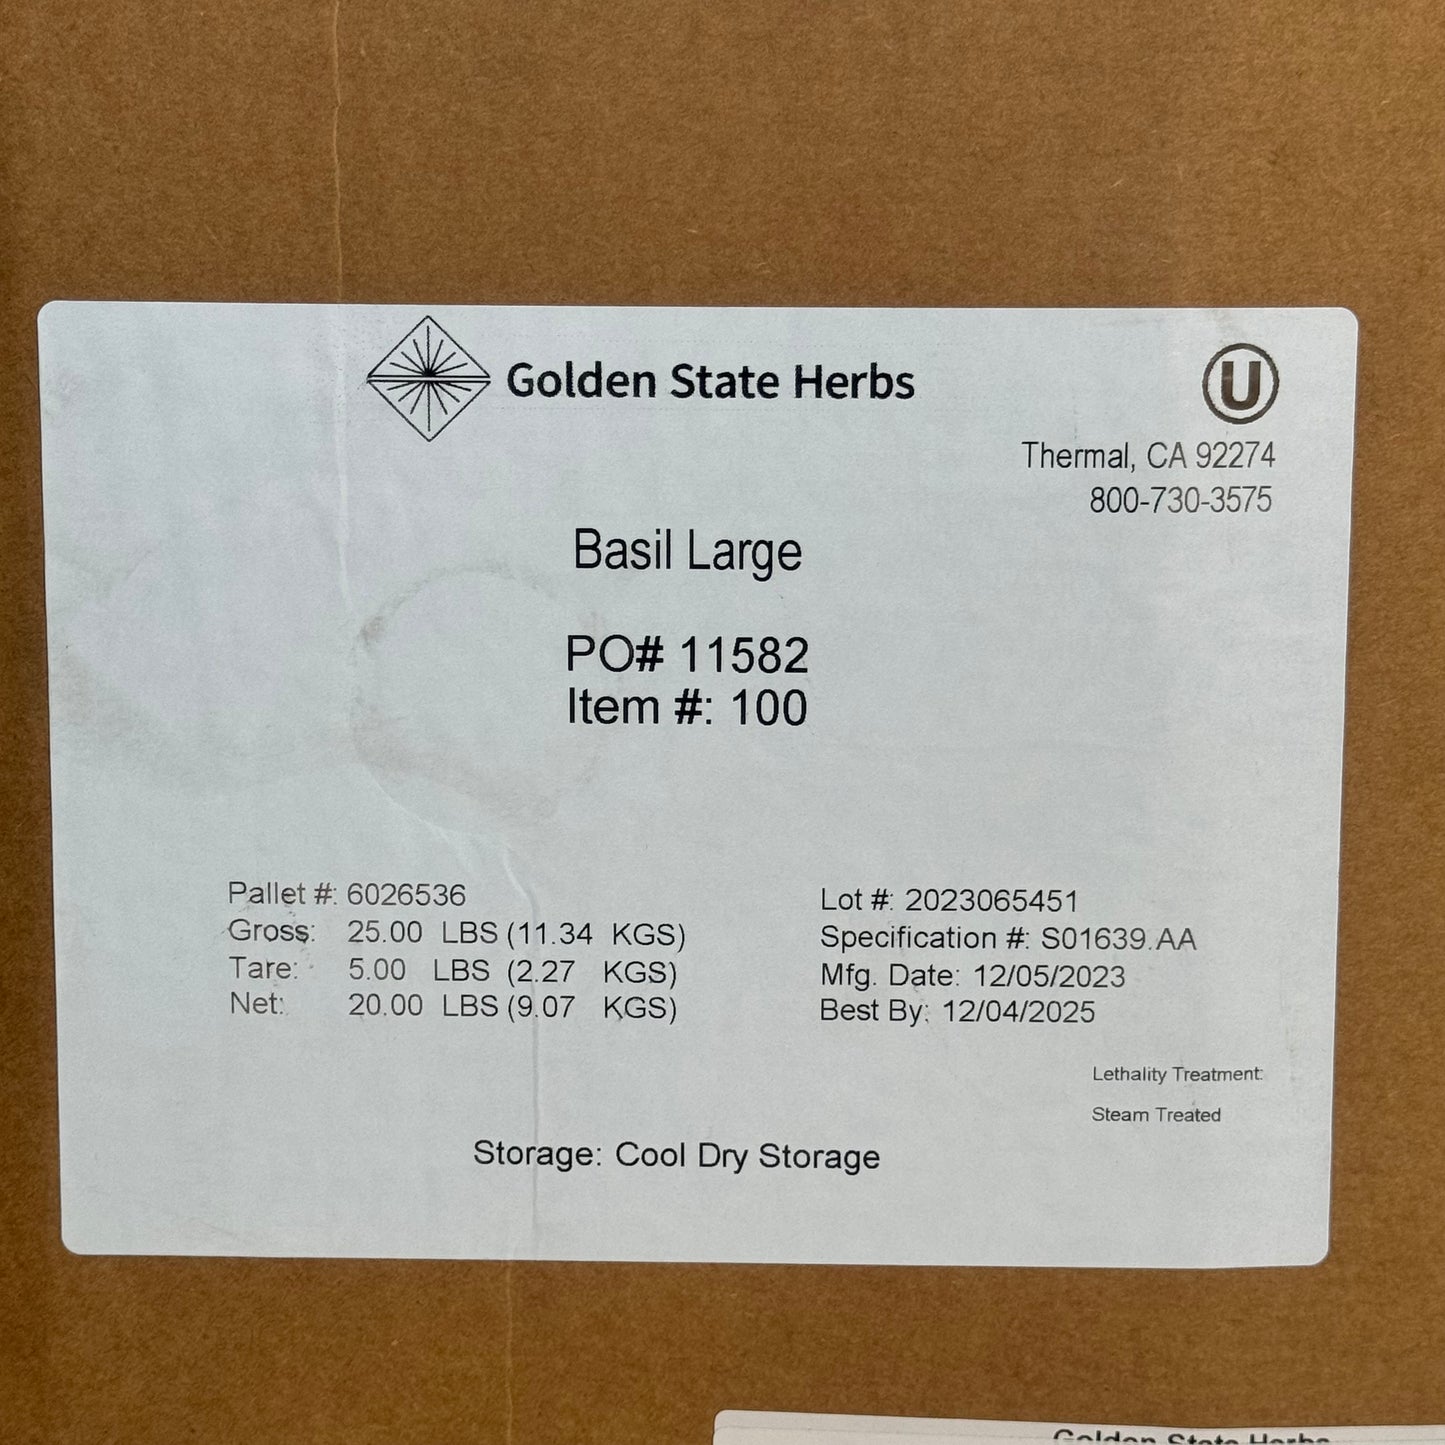 Golden State Herbs
U
Thermal, CA 92274
800-730-3575
Basil Large
PO# 11582
Item #: 100
Pallet #: 6026536
Gross: 25.00 LBS (11.34 KGS)
Tare: 5.00 LBS (2.27 KGS)
Net: 20.00 LBS (9.07 KGS)
Lot #: 2023065451
Specification #: S01639.AA
Mfg. Date: 12/05/2023
Best By: 12/04/2025
Lethality Treatment:
Steam Treated
Storage: Cool Dry Storage
Golden State Herbs